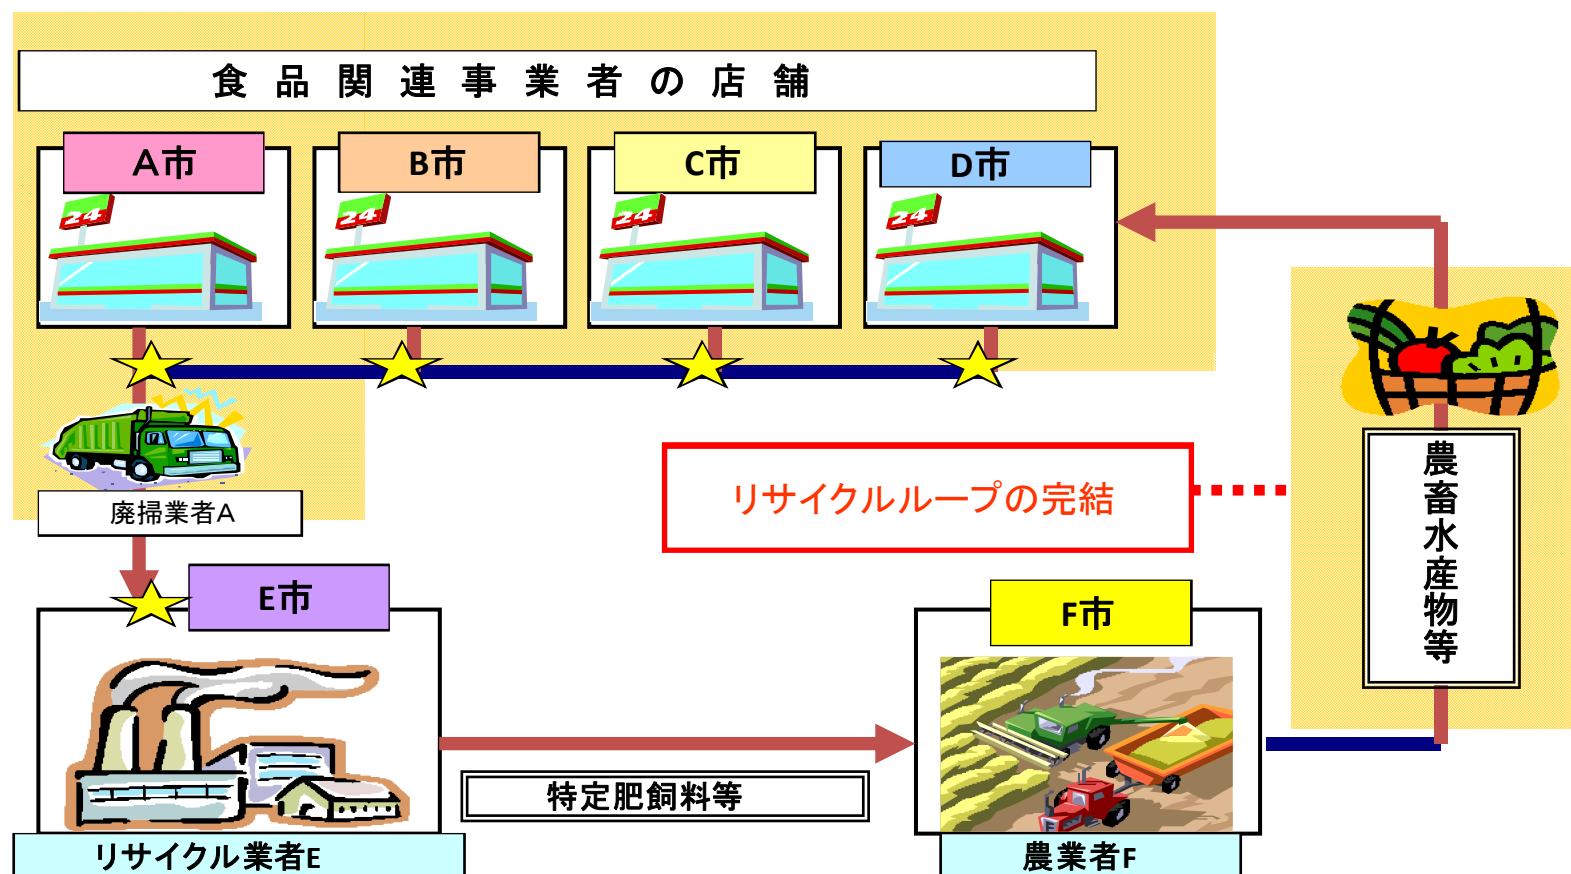 食品関連事業者の店舗
A市
B市
C市
D市
24
24
24
24
廃掃業者A
リサイクルループの完結
農畜水産物等
E市
F市
特定肥飼料等
リサイクル業者E
農業者F